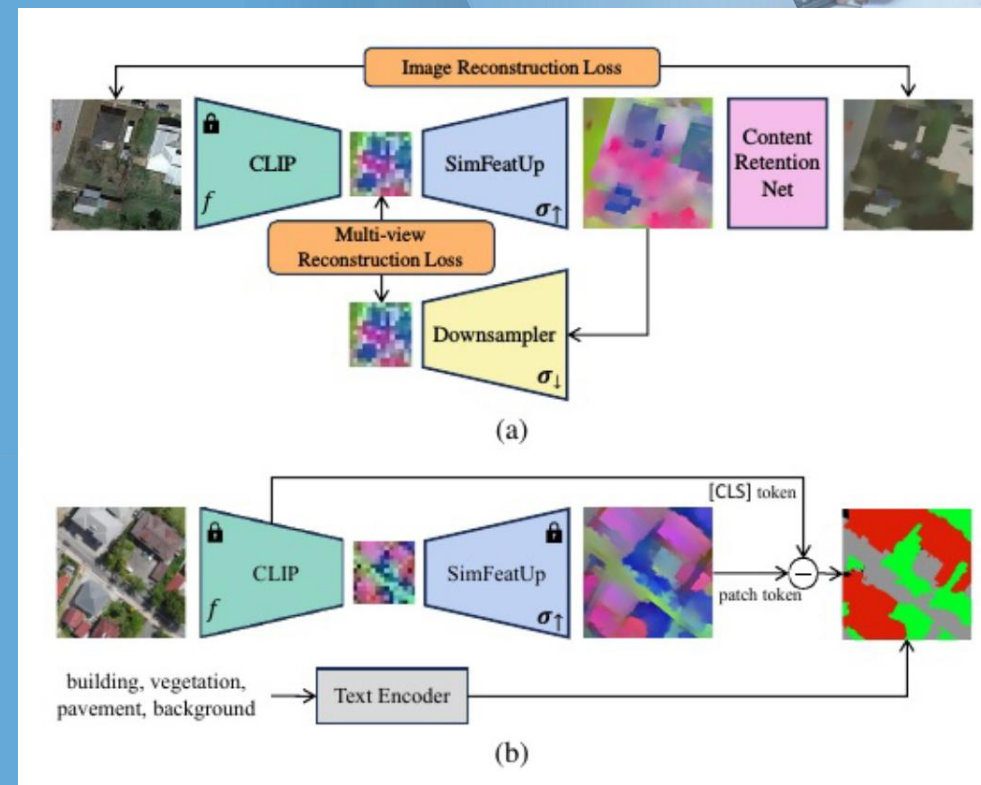 Image Reconstruction Loss
CLIP
f
SimFeatUp
σ↑
Content
Retention
Net
Multi-view
Reconstruction Loss
Downsampler
σ↓
(a)
[CLS] token
CLIP
f
SimFeatUp
σ↑
−
patch token
building, vegetation,
pavement, background
Text Encoder
(b)